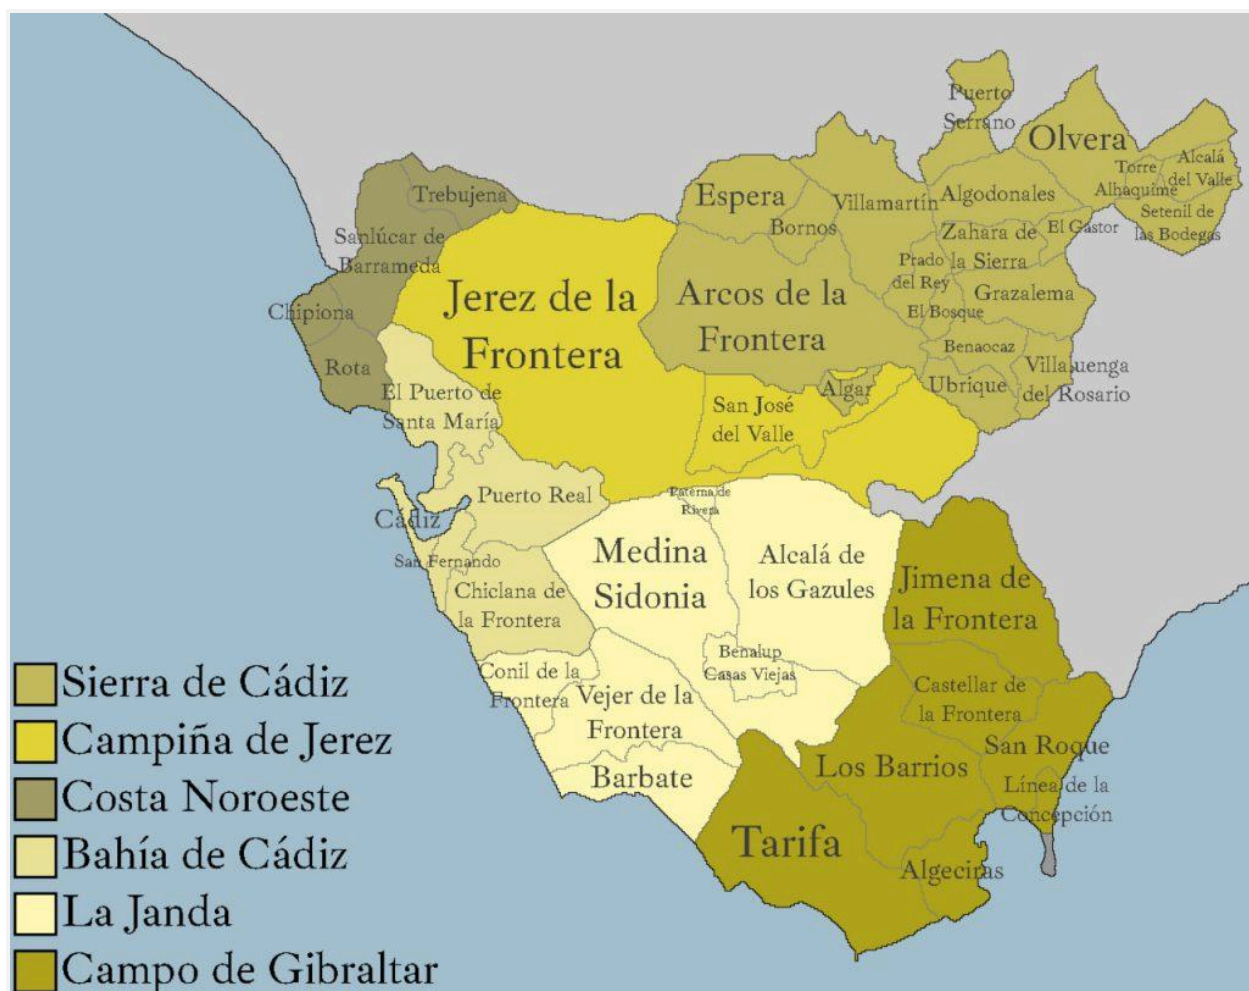 Puerto
Serrano
Olvera
Torre
Alhaquime
Alcalá
del Valle
Setenil de
las Bodegas
Trebujena
Espera
Bornos
Villamartín
Algodonales
El Gastor
Zahara de
la Sierra
Prado
del Rey
El Bosque
Grazalema
Benaocaz
Ubrique
Villaluenga
del Rosario
Sanlúcar de
Barrameda
Chipiona
Rota
Jerez de la
Frontera
Arcos de la
Frontera
Algar
San José
del Valle
El Puerto de
Santa María
Puerto Real
Cádiz
San Fernando
Chiclana de
la Frontera
Paterna de
Rivera
Medina
Sidonia
Alcalá de
los Gazules
Benalup
Casas Viejas
Conil de la
Frontera
Vejer de la
Frontera
Barbate
Jimena de
la Frontera
Castellar de
la Frontera
San Roque
Los Barrios
Línea de la
Concepción
Tarifa
Algeciras
Sierra de Cádiz
Campiña de Jerez
Costa Noroeste
Bahía de Cádiz
La Janda
Campo de Gibraltar